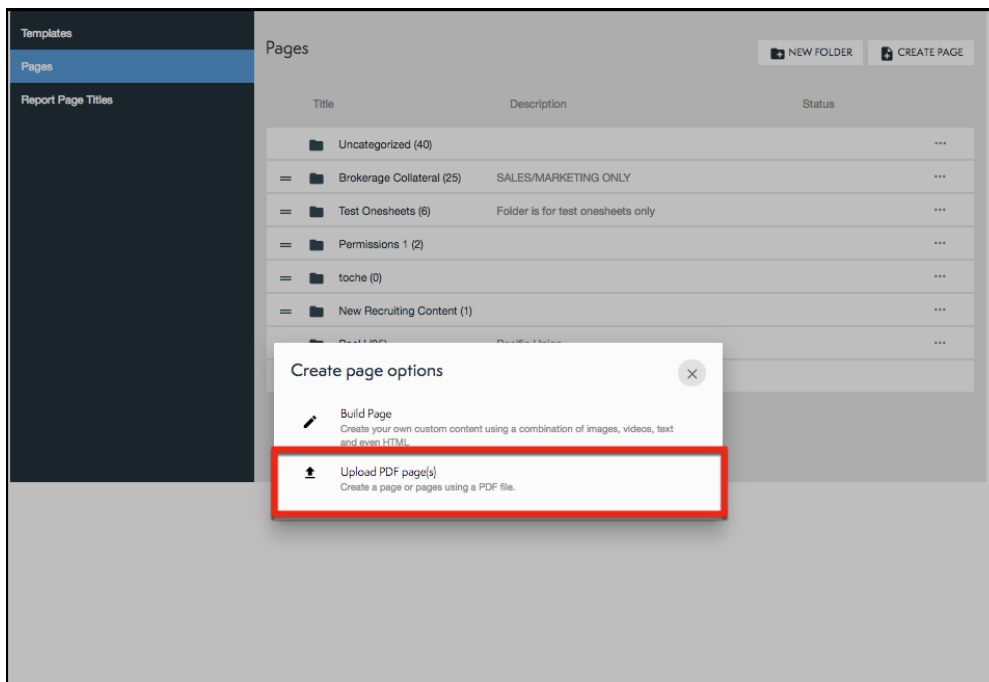 Templates
Pages
Report Page Titles
Pages
NEW FOLDER
CREATE PAGE
Title Description Status
Uncategorized (40)
Brokerage Collateral (25) SALES/MARKETING ONLY
Test Onesheets (6) Folder is for test onesheets only
Permissions 1 (2)
toche (0)
New Recruiting Content (1)
Create page options
Build Page
Create your own custom content using a combination of images, videos, text
and even HTML
Upload PDF page(s)
Create a page or pages using a PDF file.